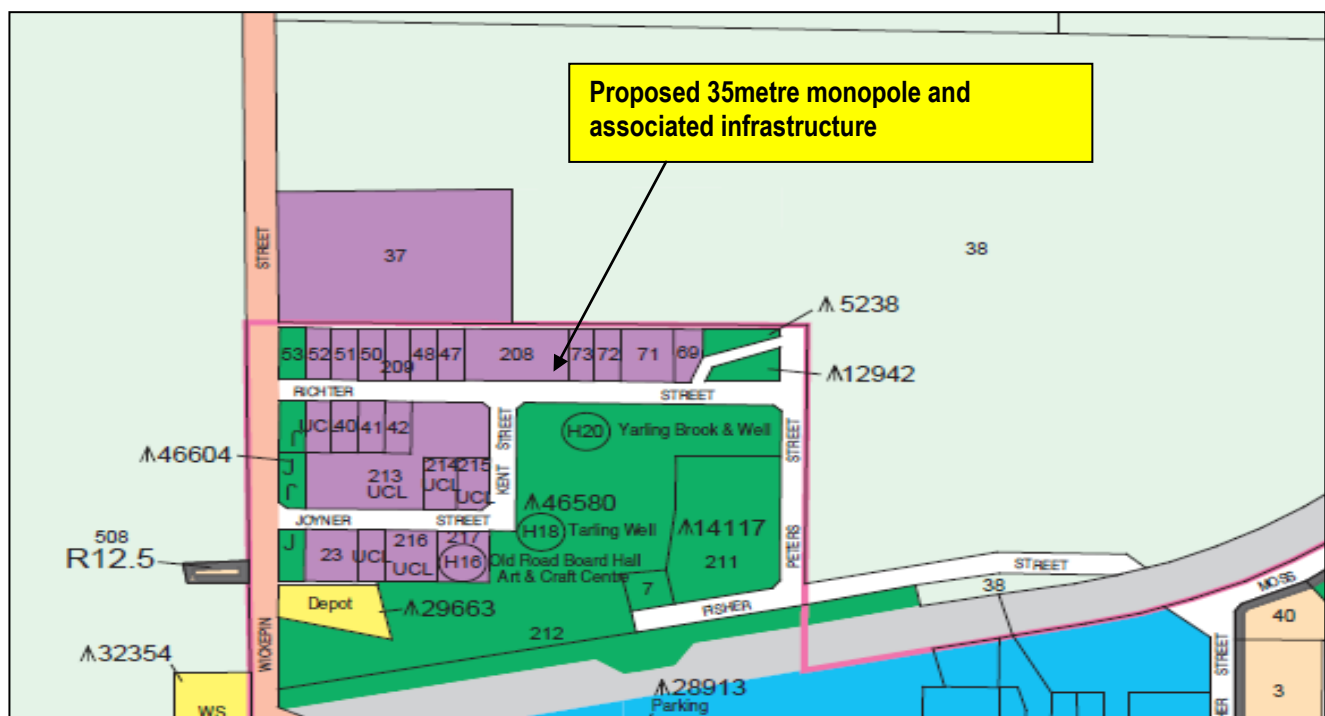 Proposed 35metre monopole and
associated infrastructure
STREET
37
38
5238
53 52 51 50 48 47 208 73 72 71 69
209
12942
RICHTER STREET
UCL 40 41 42
KENT STREET
H20 Yarling Brook & Well
STREET
46604
J
214 215
213
UCL UCL UCL
46580
JOYNER STREET
H18 Tarling Well
14117
211
PETERS
508
R12.5
J 23 UCL 216 217
UCL
H16 Old Road Board Hall
Art & Craft Centre
7
STREET
MOSS
38
Depot
29663
FISHER
40
212
WICKEPIN
32354
28913
Parking
STREET
3
WS